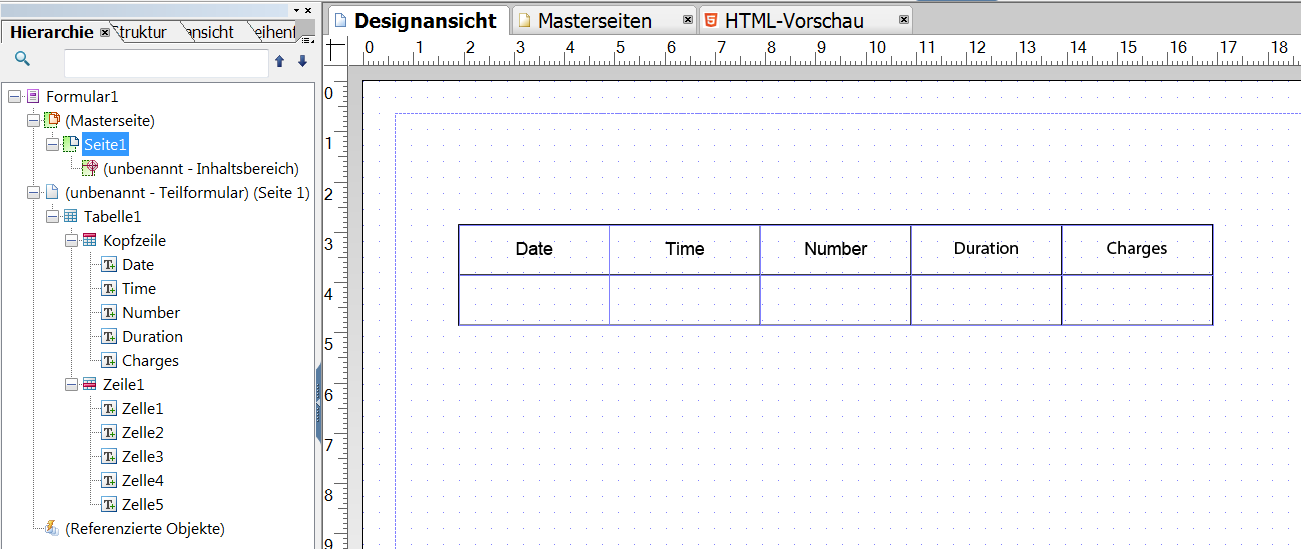 Hierarchie truktur ansicht eihenf
Designansicht Masterseiten HTML-Vorschau
0 1 2 3 4 5 6 7 8 9 10 11 12 13 14 15 16 17 18
Formular1
(Masterseite)
Seite1
(unbenannt - Inhaltsbereich)
(unbenannt - Teilformular) (Seite 1)
Tabelle1
Kopfzeile
Date
Time
Number
Duration
Charges
Zeile1
Zelle1
Zelle2
Zelle3
Zelle4
Zelle5
(Referenzierte Objekte)
0
1
2
3
4
5
6
7
8
9
Date Time Number Duration Charges